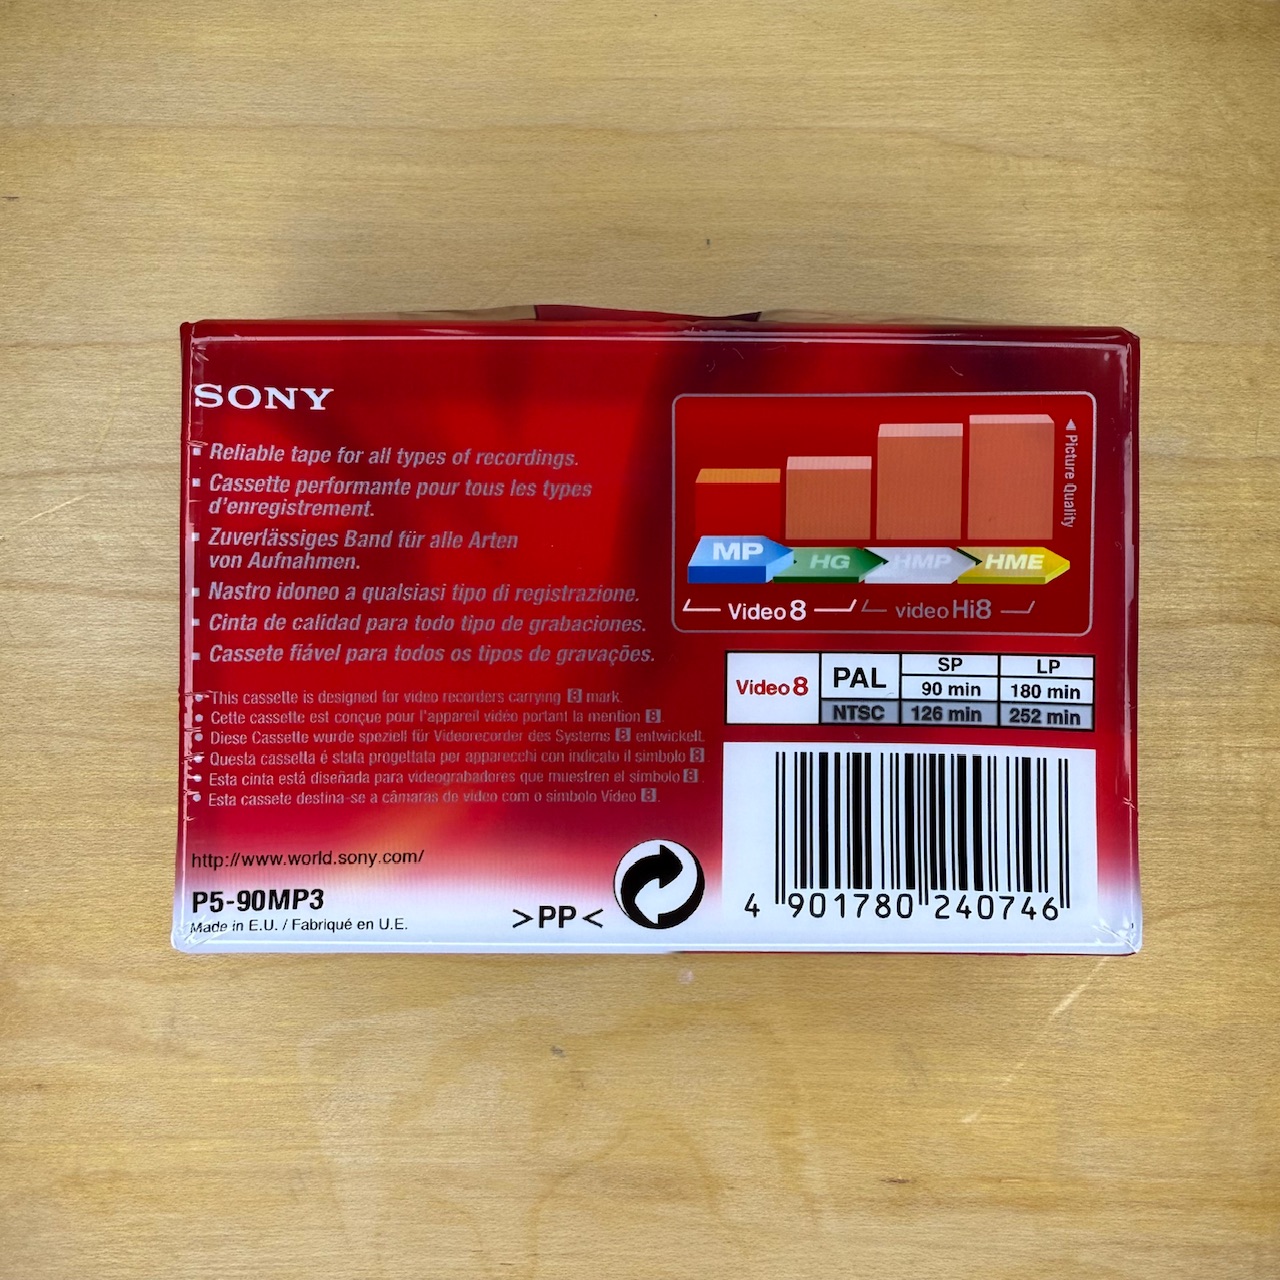 SONY
Reliable tape for all types of recordings.
Cassette performante pour tous les types
d'enregistrement.
Zuverlässiges Band für alle Arten
von Aufnahmen.
Nastro idoneo a qualsiasi tipo di registrazione.
Cinta de calidad para todo tipo de grabaciones.
Cassete fiável para todos os tipos de gravações.
This cassette is designed for video recorders carrying 8 mark.
Cette cassette est conçue pour l'appareil vidéo portant la mention 8.
Diese Cassette wurde speziell für Videorecorder des Systems 8 entwickelt.
Questa cassetta é stata progettata per apparecchi con indicato il simbolo 8.
Esta cinta está diseñada para videograbadores que muestren el símbolo 8.
Esta cassete destina-se a câmaras de vídeo com o símbolo Video 8.
http://www.world.sony.com/
P5-90MP3
Made in E.U. / Fabriqué en U.E.
>PP<
Picture Quality
MP HG HMP HME
Video 8 video Hi8
SP LP
Video 8 PAL 90 min 180 min
NTSC 126 min 252 min
4 901780 240746